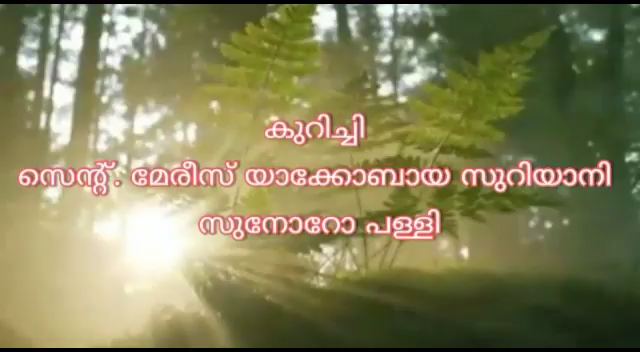 കുറിച്ചി
സെന്റ്. മേരീസ് യാക്കോബായ സുറിയാനി
സുനോറോ പള്ളി